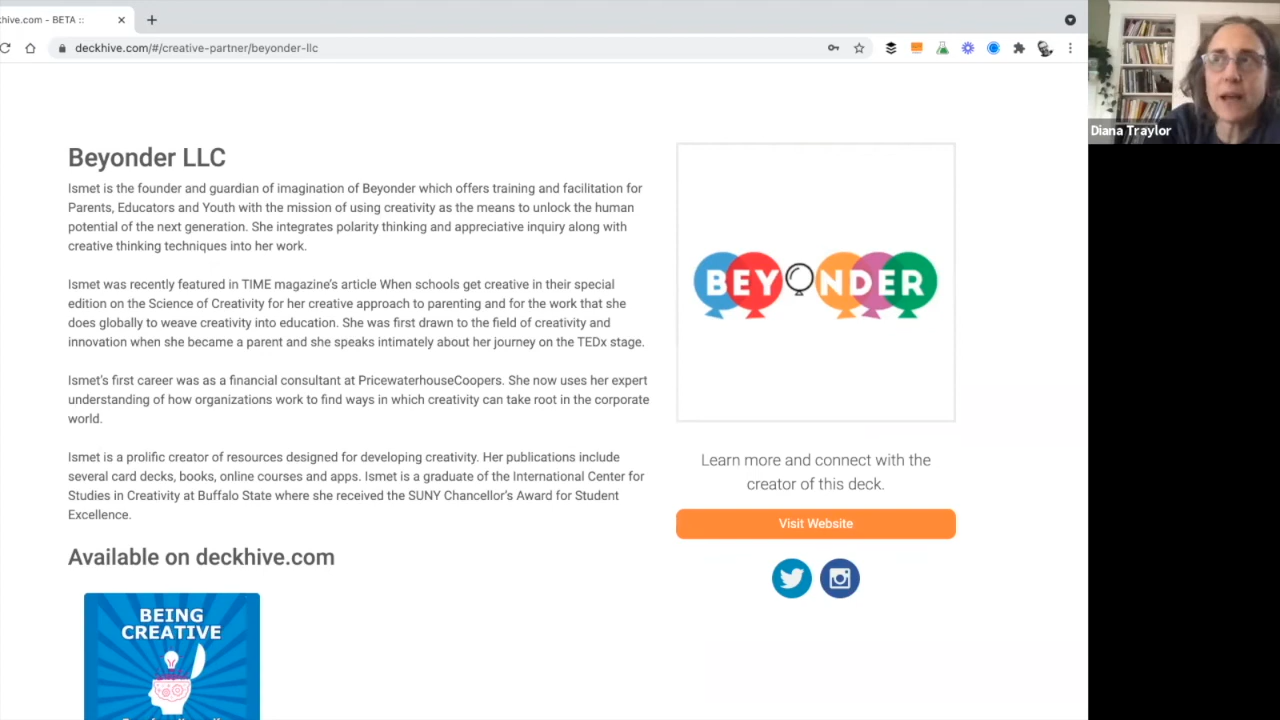 hive.com - BETA ::
deckhive.com/#/creative-partner/beyonder-llc
Diana Traylor
Beyonder LLC
Ismet is the founder and guardian of imagination of Beyonder which offers training and facilitation for
Parents, Educators and Youth with the mission of using creativity as the means to unlock the human
potential of the next generation. She integrates polarity thinking and appreciative inquiry along with
creative thinking techniques into her work.
Ismet was recently featured in TIME magazine's article When schools get creative in their special
edition on the Science of Creativity for her creative approach to parenting and for the work that she
does globally to weave creativity into education. She was first drawn to the field of creativity and
innovation when she became a parent and she speaks intimately about her journey on the TEDx stage.
Ismet's first career was as a financial consultant at PricewaterhouseCoopers. She now uses her expert
understanding of how organizations work to find ways in which creativity can take root in the corporate
world.
Ismet is a prolific creator of resources designed for developing creativity. Her publications include
several card decks, books, online courses and apps. Ismet is a graduate of the International Center for
Studies in Creativity at Buffalo State where she received the SUNY Chancellor's Award for Student
Excellence.
Available on deckhive.com
BEING
CREATIVE
BEYONDER
Learn more and connect with the
creator of this deck.
Visit Website